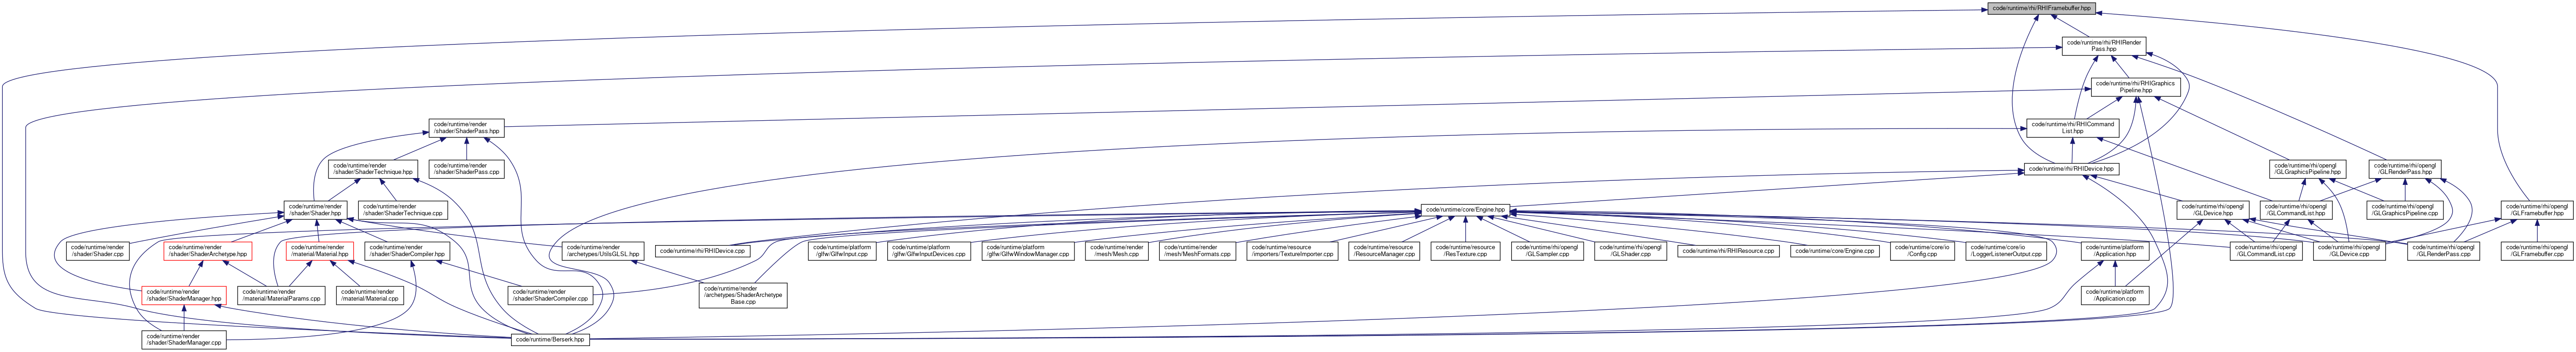 code/runtime/rhi/RHIFramebuffer.hpp
code/runtime/rhi/RHIRender
Pass.hpp
code/runtime/rhi/RHIGraphics
Pipeline.hpp
code/runtime/render
/shader/ShaderPass.hpp
code/runtime/rhi/RHICommand
List.hpp
code/runtime/render
/shader/ShaderTechnique.hpp
code/runtime/render
/shader/ShaderPass.cpp
code/runtime/rhi/RHIDevice.hpp
code/runtime/rhi/opengl
/GLGraphicsPipeline.hpp
code/runtime/rhi/opengl
/GLRenderPass.hpp
code/runtime/render
/shader/Shader.hpp
code/runtime/render
/shader/ShaderTechnique.cpp
code/runtime/core/Engine.hpp
code/runtime/rhi/opengl
/GLDevice.hpp
code/runtime/rhi/opengl
/GLCommandList.hpp
code/runtime/rhi/opengl
/GLGraphicsPipeline.cpp
code/runtime/rhi/opengl
/GLFramebuffer.hpp
code/runtime/render
/shader/Shader.cpp
code/runtime/render
/shader/ShaderArchetype.hpp
code/runtime/render
/material/Material.hpp
code/runtime/render
/shader/ShaderCompiler.hpp
code/runtime/render
/archetypes/UtilsGLSL.hpp
code/runtime/rhi/RHIDevice.cpp
code/runtime/platform
/glfw/GlfwInput.cpp
code/runtime/platform
/glfw/GlfwInputDevices.cpp
code/runtime/platform
/glfw/GlfwWindowManager.cpp
code/runtime/render
/mesh/Mesh.cpp
code/runtime/render
/mesh/MeshFormats.cpp
code/runtime/resource
/importers/TextureImporter.cpp
code/runtime/resource
/ResourceManager.cpp
code/runtime/resource
/ResTexture.cpp
code/runtime/rhi/opengl
/GLSampler.cpp
code/runtime/rhi/opengl
/GLShader.cpp
code/runtime/rhi/RHIResource.cpp
code/runtime/core/Engine.cpp
code/runtime/core/io
/Config.cpp
code/runtime/core/io
/LoggerListenerOutput.cpp
code/runtime/platform
/Application.hpp
code/runtime/rhi/opengl
/GLCommandList.cpp
code/runtime/rhi/opengl
/GLDevice.cpp
code/runtime/rhi/opengl
/GLRenderPass.cpp
code/runtime/rhi/opengl
/GLFramebuffer.cpp
code/runtime/render
/shader/ShaderManager.hpp
code/runtime/render
/material/MaterialParams.cpp
code/runtime/render
/material/Material.cpp
code/runtime/render
/shader/ShaderCompiler.cpp
code/runtime/render
/archetypes/ShaderArchetype
Base.cpp
code/runtime/platform
/Application.cpp
code/runtime/render
/shader/ShaderManager.cpp
code/runtime/Berserk.hpp